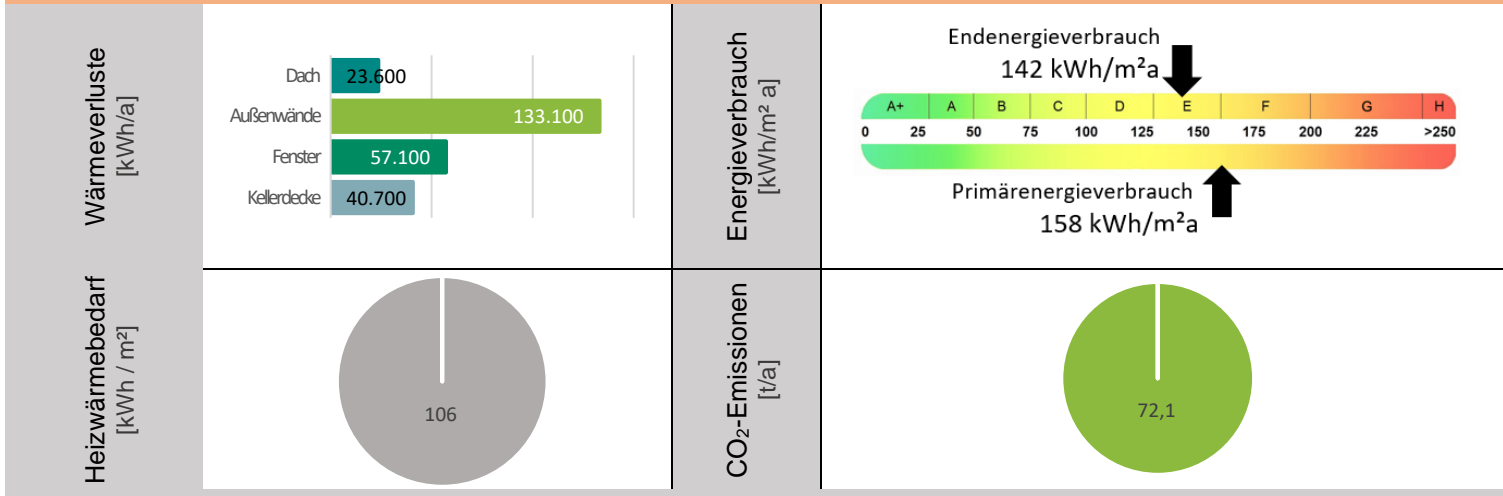 Wärmeverluste
[kWh/a]
Dach
23.600
Außenwände
133.100
Fenster
57.100
Kellerdecke
40.700
Energieverbrauch
[kWh/m² a]
Endenergieverbrauch
142 kWh/m²a
A+ A B C D E F G H
0 25 50 75 100 125 150 175 200 225 >250
Primärenergieverbrauch
158 kWh/m²a
Heizwärmebedarf
[kWh / m²]
106
CO₂-Emissionen
[t/a]
72,1